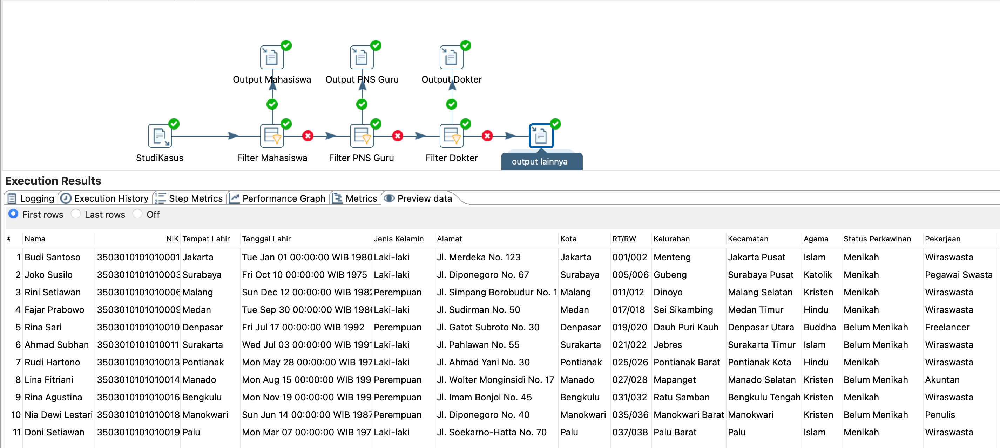 Output Mahasiswa Output PNS Guru Output Dokter
StudiKasus Filter Mahasiswa Filter PNS Guru Filter Dokter output lainnya
Execution Results
Logging Execution History Step Metrics Performance Graph Metrics Preview data
First rows Last rows Off
# Nama NIK Tempat Lahir Tanggal Lahir Jenis Kelamin Alamat Kota RT/RW Kelurahan Kecamatan Agama Status Perkawinan Pekerjaan
1 Budi Santoso 3503010101010001 Jakarta Tue Jan 01 00:00:00 WIB 1980 Laki-laki Jl. Merdeka No. 123 Jakarta 001/002 Menteng Jakarta Pusat Islam Menikah Wiraswasta
2 Joko Susilo 3503010101010003 Surabaya Fri Oct 10 00:00:00 WIB 1975 Laki-laki Jl. Diponegoro No. 67 Surabaya 005/006 Gubeng Surabaya Pusat Katolik Menikah Pegawai Swasta
3 Rini Setiawan 3503010101010006 Malang Sun Dec 12 00:00:00 WIB 1982 Perempuan Jl. Simpang Borobudur No. 1 Malang 011/012 Dinoyo Malang Selatan Kristen Menikah Wiraswasta
4 Fajar Prabowo 3503010101010009 Medan Tue Sep 30 00:00:00 WIB 1986 Laki-laki Jl. Sudirman No. 50 Medan 017/018 Sei Sikambing Medan Timur Hindu Menikah Wiraswasta
5 Rina Sari 3503010101010010 Denpasar Fri Jul 17 00:00:00 WIB 1992 Perempuan Jl. Gatot Subroto No. 30 Denpasar 019/020 Dauh Puri Kauh Denpasar Utara Buddha Belum Menikah Freelancer
6 Ahmad Subhan 3503010101010011 Surakarta Wed Jul 03 00:00:00 WIB 1991 Laki-laki Jl. Pahlawan No. 55 Surakarta 021/022 Jebres Surakarta Timur Islam Belum Menikah Wiraswasta
7 Rudi Hartono 3503010101010013 Pontianak Mon May 28 00:00:00 WIB 197 Laki-laki Jl. Ahmad Yani No. 30 Pontianak 025/026 Pontianak Barat Pontianak Kota Hindu Menikah Wiraswasta
8 Lina Fitriani 3503010101010014 Manado Mon Aug 15 00:00:00 WIB 199 Perempuan Jl. Wolter Monginsidi No. 17 Manado 027/028 Mapanget Manado Selatan Kristen Belum Menikah Akuntan
9 Rina Agustina 3503010101010016 Bengkulu Mon Nov 19 00:00:00 WIB 199 Perempuan Jl. Imam Bonjol No. 45 Bengkulu 031/032 Ratu Samban Bengkulu Tengah Kristen Menikah Wiraswasta
10 Nia Dewi Lestari 3503010101010018 Manokwari Sun Jun 14 00:00:00 WIB 1987 Perempuan Jl. Diponegoro No. 40 Manokwari 035/036 Manokwari Barat Manokwari Kristen Belum Menikah Penulis
11 Doni Setiawan 3503010101010019 Palu Mon Mar 07 00:00:00 WIB 197 Laki-laki Jl. Soekarno-Hatta No. 70 Palu 037/038 Palu Barat Palu Islam Menikah Wiraswasta